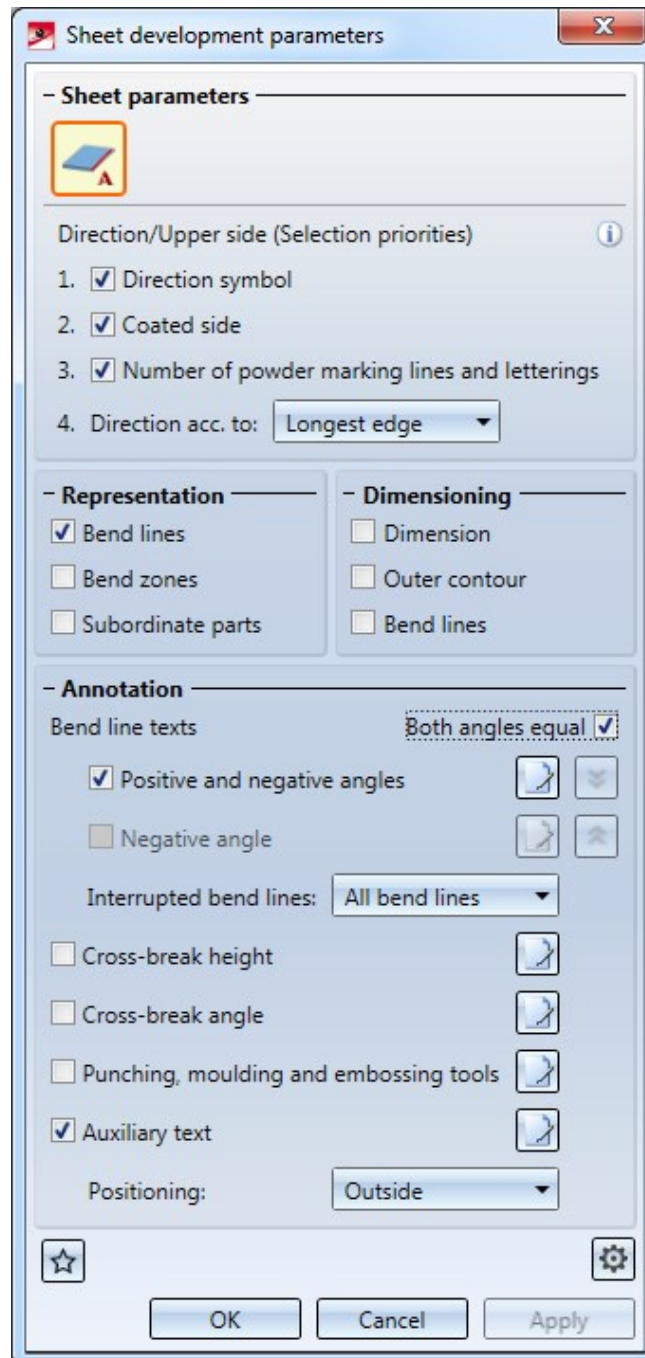 Sheet development parameters
Sheet parameters
A
Direction/Upper side (Selection priorities)
1. Direction symbol
2. Coated side
3. Number of powder marking lines and letterings
4. Direction acc. to: Longest edge
Representation
Bend lines
Bend zones
Subordinate parts
Dimensioning
Dimension
Outer contour
Bend lines
Annotation
Bend line texts Both angles equal
Positive and negative angles
Negative angle
Interrupted bend lines: All bend lines
Cross-break height
Cross-break angle
Punching, moulding and embossing tools
Auxiliary text
Positioning: Outside
OK Cancel Apply